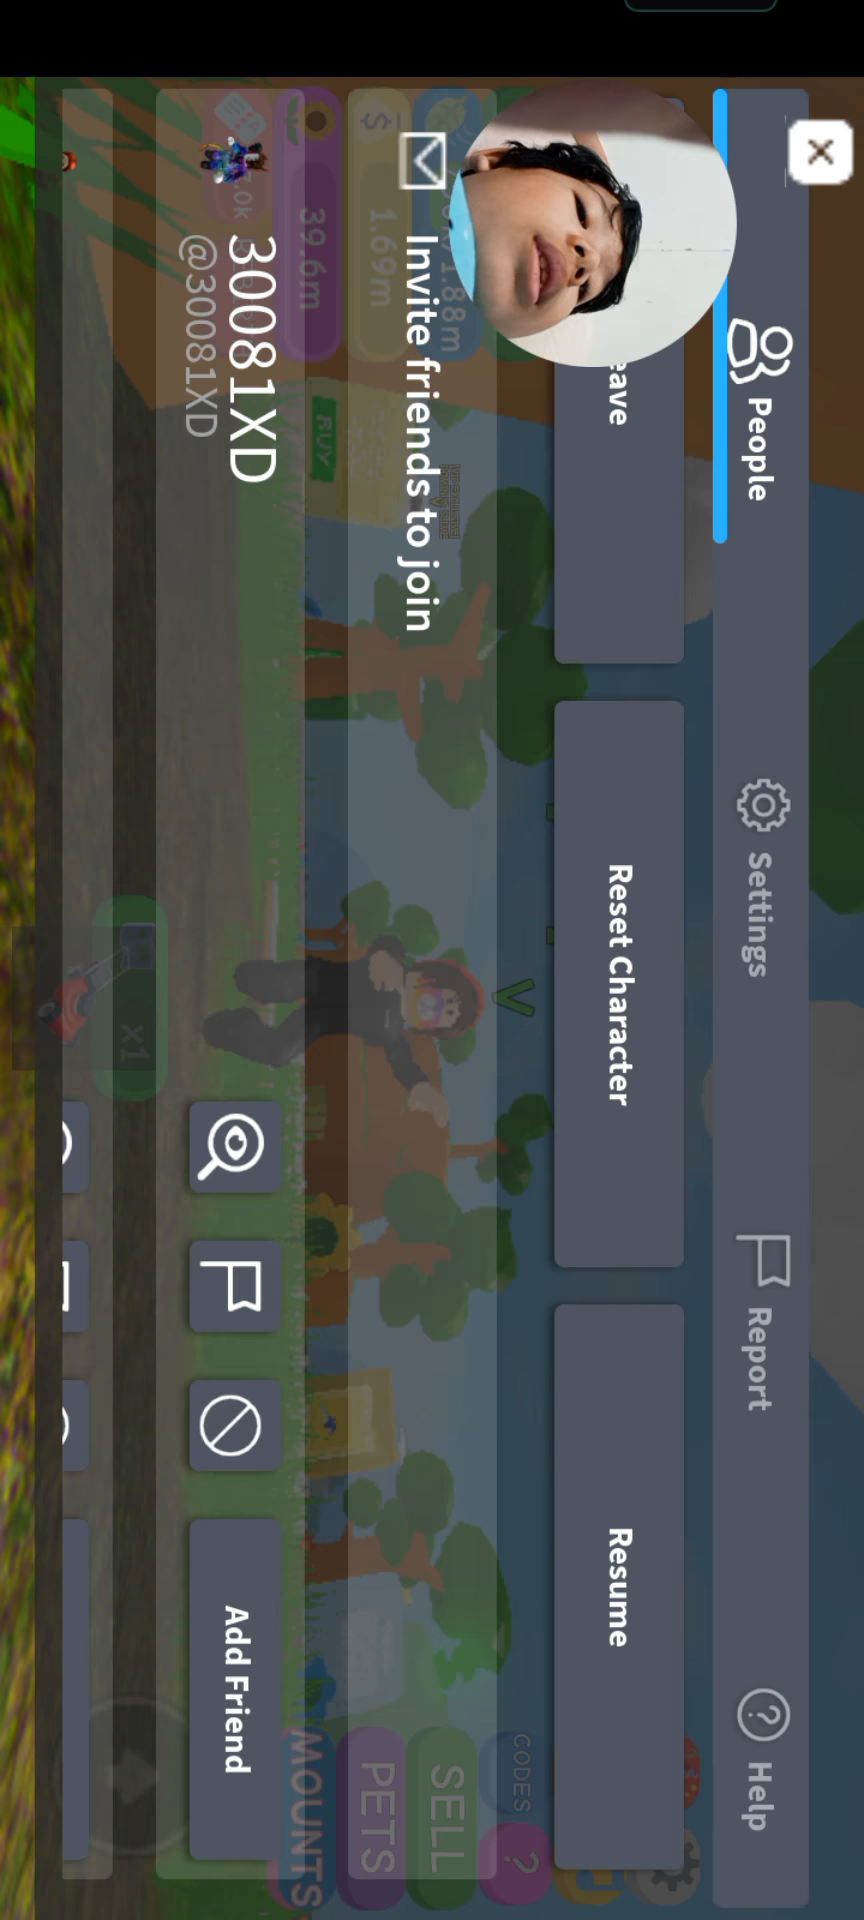 People
Settings
Report
Help
eave
Reset Character
Resume
Invite friends to join
30081XD
@30081XD
Add Friend
1.88m
1.69m
39.6m
BUY
x1
V
CODES
?
SELL
PETS
MOUNTS